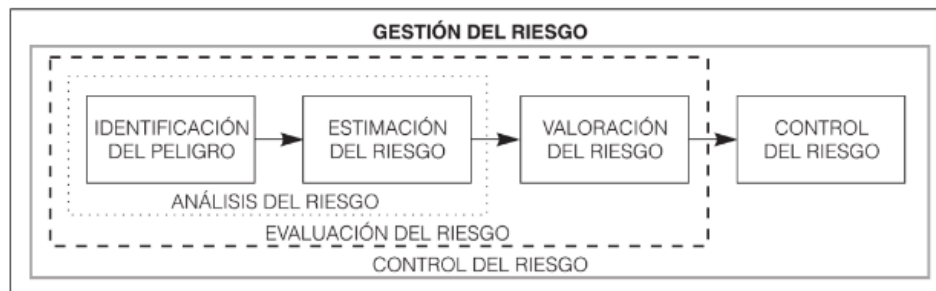 GESTIÓN DEL RIESGO
IDENTIFICACIÓN
DEL PELIGRO
ESTIMACIÓN
DEL RIESGO
VALORACIÓN
DEL RIESGO
CONTROL
DEL RIESGO
ANÁLISIS DEL RIESGO
EVALUACIÓN DEL RIESGO
CONTROL DEL RIESGO